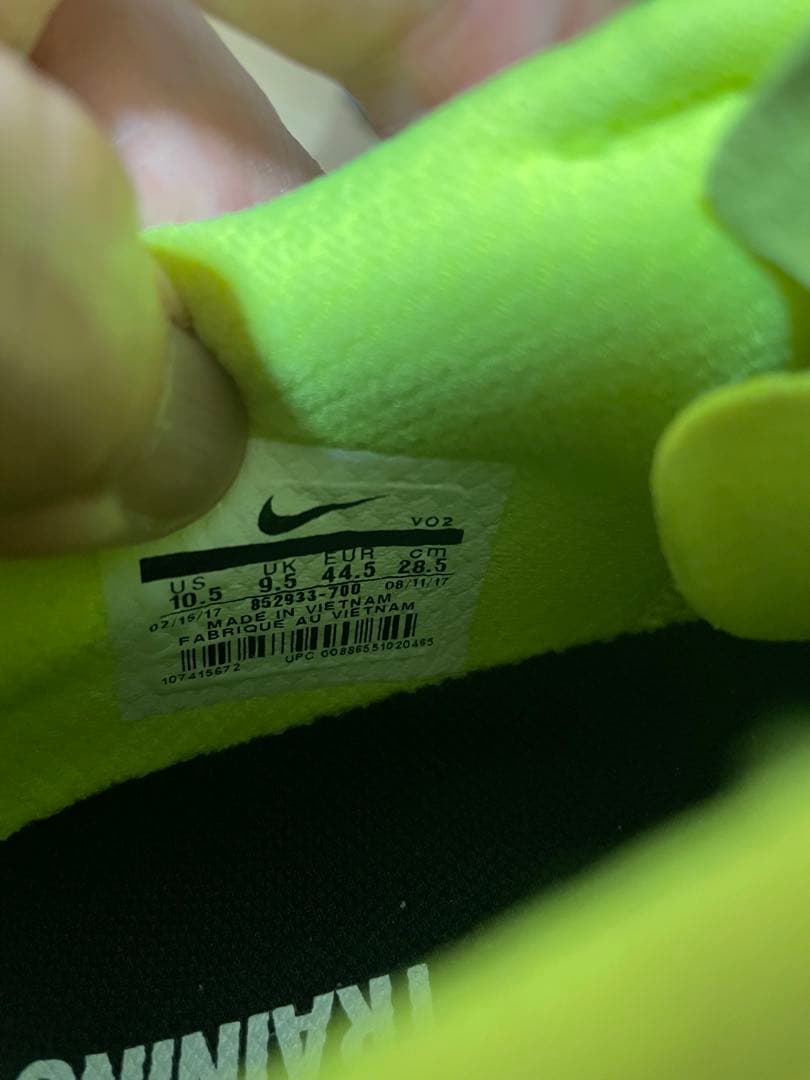 VO2
US UK EUR cm
10.5 9.5 44.5 28.5
02/15/17 852933-700 08/11/17
MADE IN VIETNAM
FABRIQUE AU VIETNAM
107415672 UPC 00886551020465
TRAINING